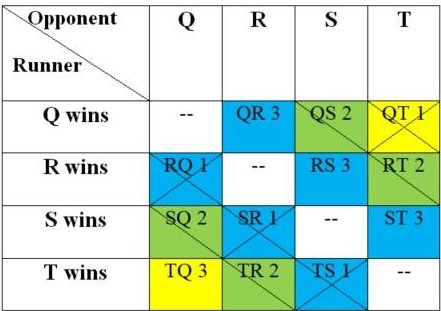 Opponent Q R S T
Runner
Q wins -- QR 3 QS 2 QT 1
R wins RQ 1 -- RS 3 RT 2
S wins SQ 2 SR 1 -- ST 3
T wins TQ 3 TR 2 TS 1 --